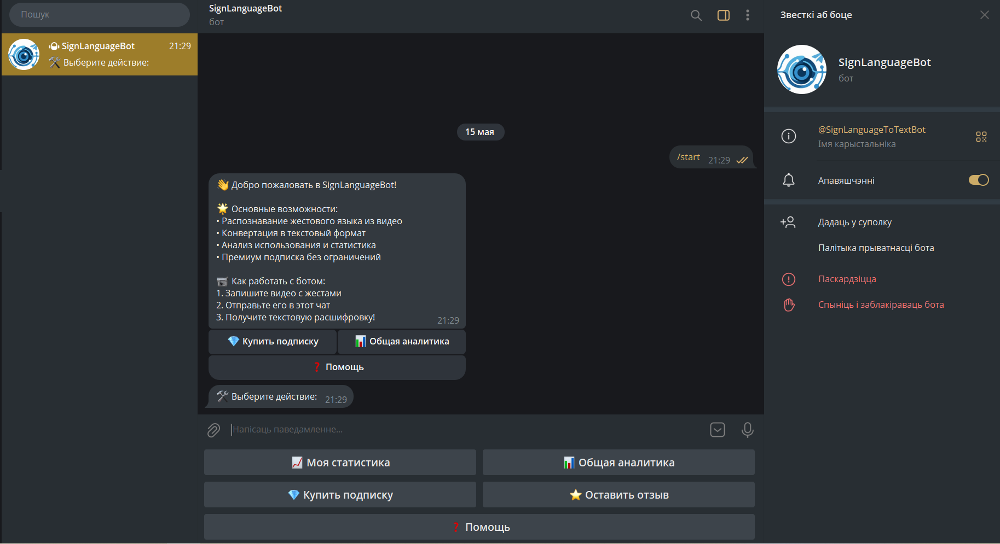 Пошук
SignLanguageBot 21:29
🛠 Выберите действие:
SignLanguageBot
бот
15 мая
/start 21:29
👋 Добро пожаловать в SignLanguageBot!
🌟 Основные возможности:
• Распознавание жестового языка из видео
• Конвертация в текстовый формат
• Анализ использования и статистика
• Премиум подписка без ограничений
📹 Как работать с ботом:
1. Запишите видео с жестами
2. Отправьте его в этот чат
3. Получите текстовую расшифровку!
21:29
💎 Купить подписку
📊 Общая аналитика
❓ Помощь
🛠 Выберите действие: 21:29
Напісаць паведамленне...
📈 Моя статистика
📊 Общая аналитика
💎 Купить подписку
⭐ Оставить отзыв
❓ Помощь
Звесткі аб боце
SignLanguageBot
бот
@SignLanguageToTextBot
Імя карыстальніка
Апавяшчэнні
Дадаць у суполку
Палітыка прыватнасці бота
Паскардзіцца
Спыніць і заблакіраваць бота